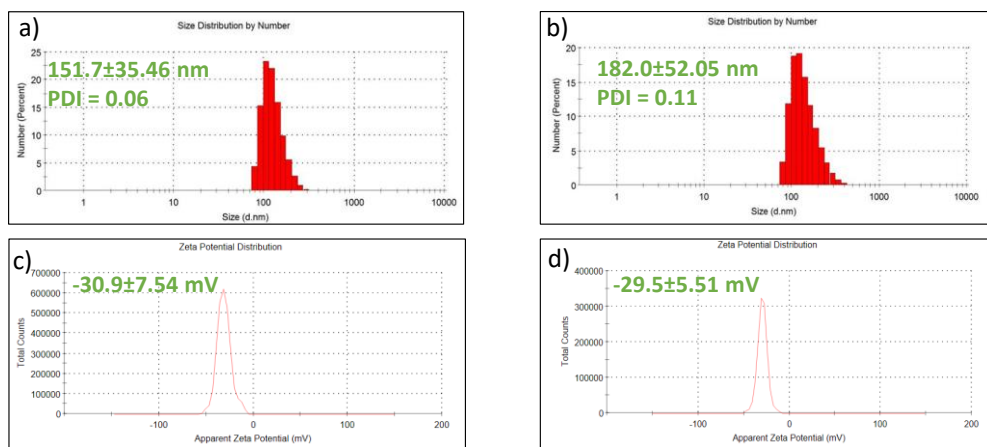 a)
Size Distribution by Number
151.7±35.46 nm
PDI = 0.06
Number (Percent)
25
20
15
10
5
0
1
10
100
1000
10000
Size (d.nm)
b)
Size Distribution by Number
182.0±52.05 nm
PDI = 0.11
Number (Percent)
20
15
10
5
0
1
10
100
1000
10000
Size (d.nm)
c)
Zeta Potential Distribution
-30.9±7.54 mV
Total Counts
700000
600000
500000
400000
300000
200000
100000
0
-100
0
100
200
Apparent Zeta Potential (mV)
d)
Zeta Potential Distribution
-29.5±5.51 mV
Total Counts
400000
300000
200000
100000
0
-100
0
100
200
Apparent Zeta Potential (mV)